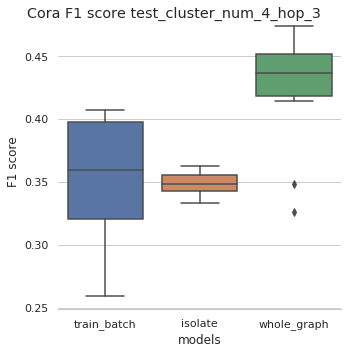 Cora F1 score test_cluster_num_4_hop_3
0.45
0.40
0.35
0.30
0.25
F1 score
train_batch isolate whole_graph
models